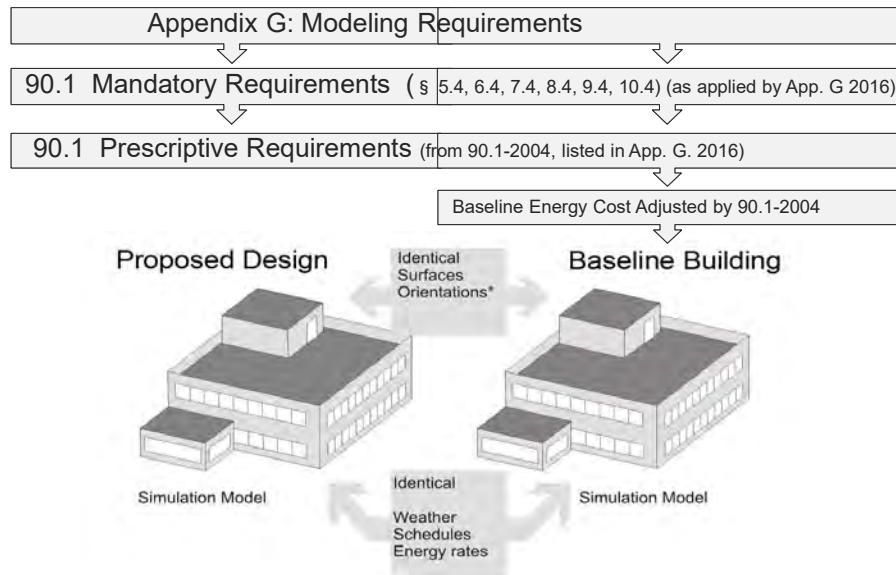 Appendix G: Modeling Requirements
90.1 Mandatory Requirements ( § 5.4, 6.4, 7.4, 8.4, 9.4, 10.4) (as applied by App. G 2016)
90.1 Prescriptive Requirements (from 90.1-2004, listed in App. G. 2016)
Baseline Energy Cost Adjusted by 90.1-2004
Proposed Design
Identical
Surfaces
Orientations*
Baseline Building
Simulation Model
Identical
Weather
Schedules
Energy rates
Simulation Model